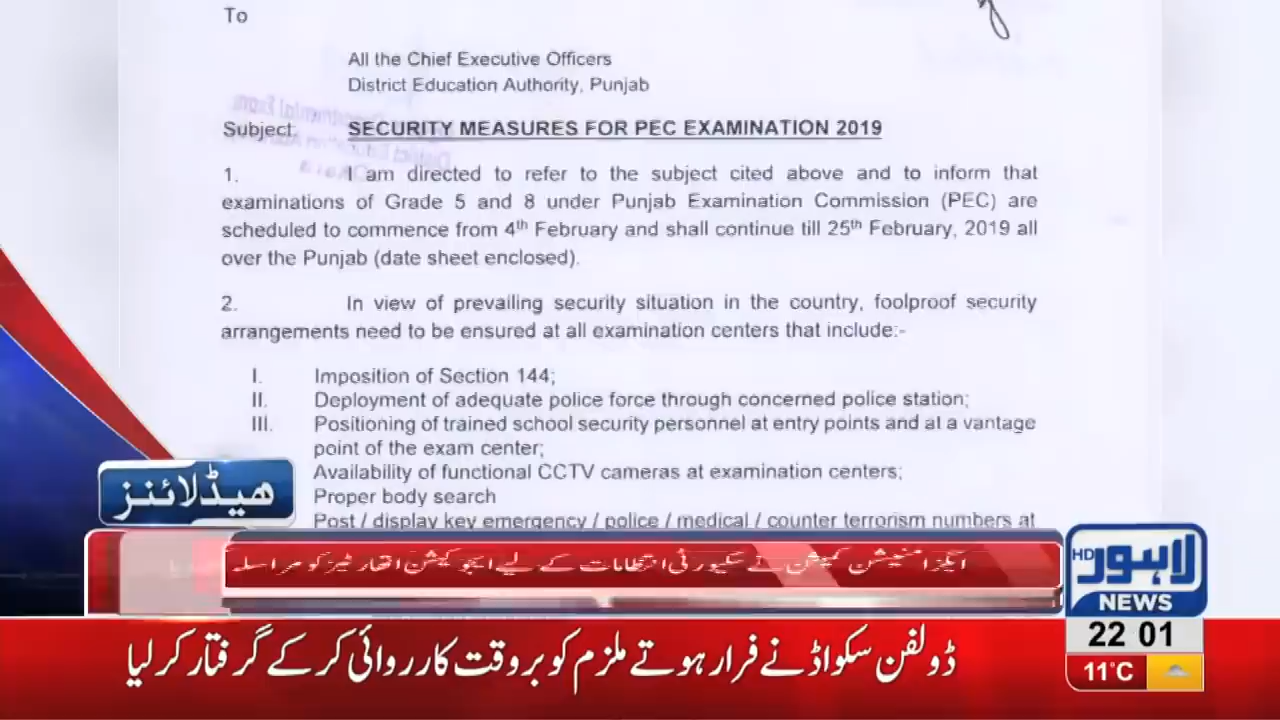 To
All the Chief Executive Officers
District Education Authority, Punjab
Subject: SECURITY MEASURES FOR PEC EXAMINATION 2019
1. I am directed to refer to the subject cited above and to inform that
examinations of Grade 5 and 8 under Punjab Examination Commission (PEC) are
scheduled to commence from 4th February and shall continue till 25th February, 2019 all
over the Punjab (date sheet enclosed).
2. In view of prevailing security situation in the country, foolproof security
arrangements need to be ensured at all examination centers that include:-
I. Imposition of Section 144;
II. Deployment of adequate police force through concerned police station;
III. Positioning of trained school security personnel at entry points and at a vantage
point of the exam center;
Availability of functional CCTV cameras at examination centers;
Proper body search
Post / display key emergency / police / medical / counter terrorism numbers at
ہیڈلائنز
ایگزامنیشن کمیشن نے سکیورٹی انتظامات کے لیے ایجوکیشن اتھارٹیز کو مراسلہ
لاہور HD
NEWS
22 01
11°C
ڈولفن سکواڈ نے فرار ہوتے ملزم کو بروقت کارروائی کر کے گرفتار کر لیا